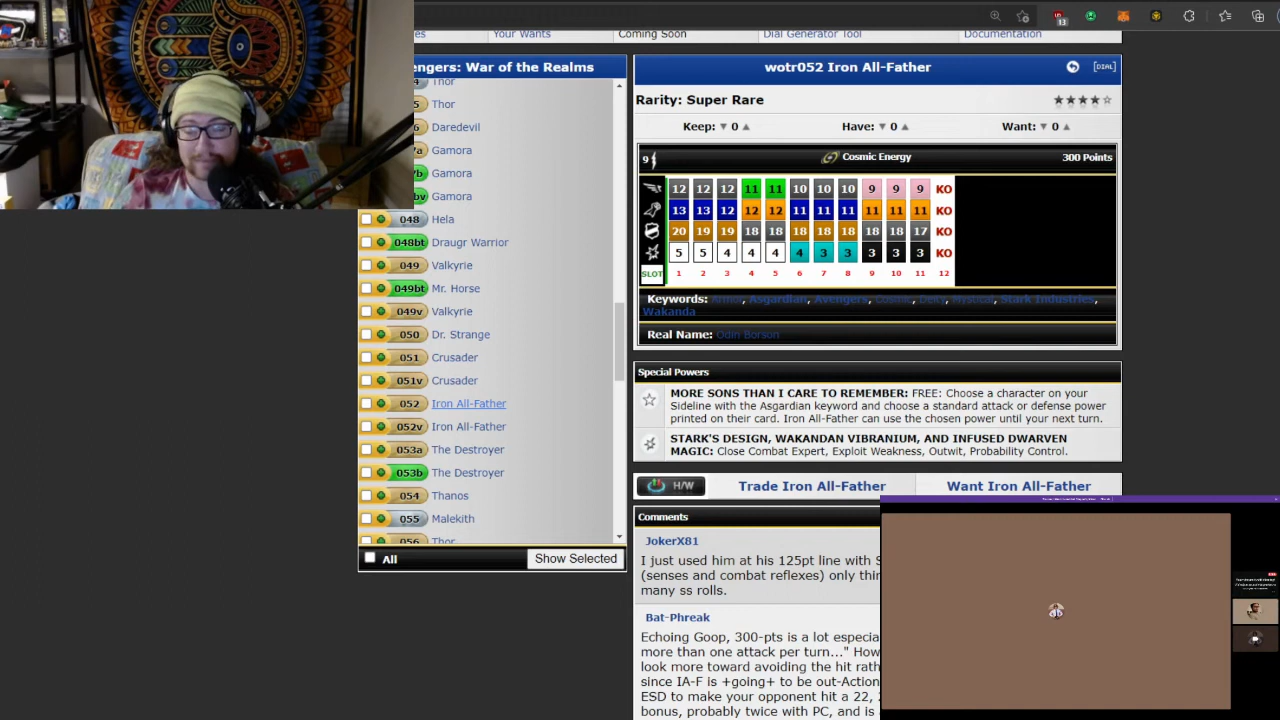 Your Wants
Coming Soon
Dial Generator Tool
Documentation
13
engers: War of the Realms
Thor
Thor
Daredevil
Gamora
Gamora
Gamora
048 Hela
048bt Draugr Warrior
049 Valkyrie
049bt Mr. Horse
049v Valkyrie
050 Dr. Strange
051 Crusader
051v Crusader
052 Iron All-Father
052v Iron All-Father
053a The Destroyer
053b The Destroyer
054 Thanos
055 Malekith
056 Thor
All
Show Selected
wotr052 Iron All-Father
[DIAL]
Rarity: Super Rare
Keep: ▼ 0 ▲ Have: ▼ 0 ▲ Want: ▼ 0 ▲
9 Cosmic Energy 300 Points
12 12 12 11 11 10 10 10 9 9 9 KO
13 13 12 12 12 11 11 11 11 11 11 KO
20 19 19 18 18 18 18 18 18 18 17 KO
5 5 4 4 4 4 3 3 3 3 3 KO
SLOT 1 2 3 4 5 6 7 8 9 10 11 12
Keywords: Armor, Asgardian, Avengers, Cosmic, Deity, Mystical, Stark Industries,
Wakanda
Real Name: Odin Borson
Special Powers
MORE SONS THAN I CARE TO REMEMBER: FREE: Choose a character on your
Sideline with the Asgardian keyword and choose a standard attack or defense power
printed on their card. Iron All-Father can use the chosen power until your next turn.
STARK'S DESIGN, WAKANDAN VIBRANIUM, AND INFUSED DWARVEN
MAGIC: Close Combat Expert, Exploit Weakness, Outwit, Probability Control.
H/W
Trade Iron All-Father
Want Iron All-Father
Comments
JokerX81
I just used him at his 125pt line with S
(senses and combat reflexes) only thin
many ss rolls.
Bat-Phreak
Echoing Goop, 300-pts is a lot especia
more than one attack per turn..." How
look more toward avoiding the hit rath
since IA-F is +going+ to be out-Action
ESD to make your opponent hit a 22, 2
bonus, probably twice with PC, and is